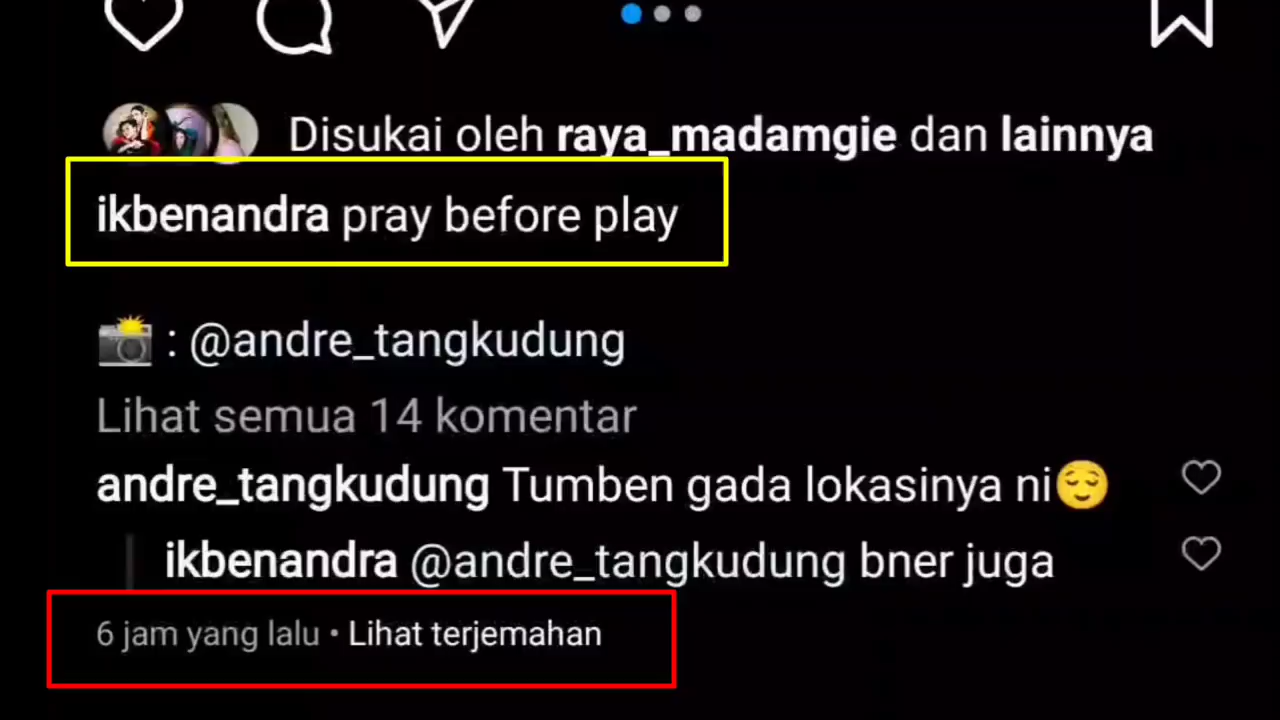 Disukai oleh raya_madamgie dan lainnya
ikbenandra pray before play
📸 : @andre_tangkudung
Lihat semua 14 komentar
andre_tangkudung Tumben gada lokasinya ni😌
ikbenandra @andre_tangkudung bner juga
6 jam yang lalu • Lihat terjemahan